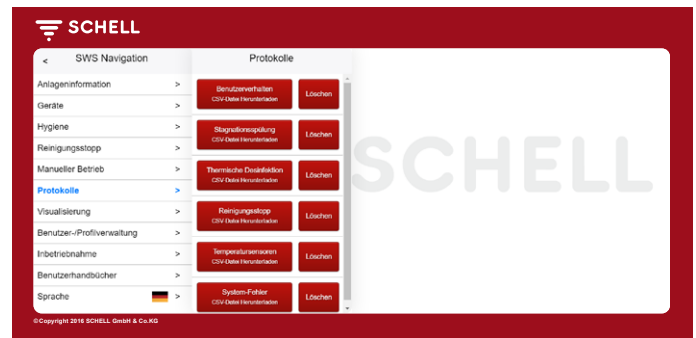 SCHELL
< SWS Navigation
Protokolle
Anlageninformation >
Geräte >
Hygiene >
Reinigungsstopp >
Manueller Betrieb >
Protokolle >
Visualisierung >
Benutzer-/Profilverwaltung >
Inbetriebnahme >
Benutzerhandbücher >
Sprache >
Benutzerverhalten
CSV-Datei Herunterladen
Löschen
Stagnationsspülung
CSV-Datei Herunterladen
Löschen
Thermische Desinfektion
CSV-Datei Herunterladen
Löschen
Reinigungsstopp
CSV-Datei Herunterladen
Löschen
Temperatursensoren
CSV-Datei Herunterladen
Löschen
System-Fehler
CSV-Datei Herunterladen
Löschen
SCHELL
©Copyright 2016 SCHELL GmbH & Co.KG